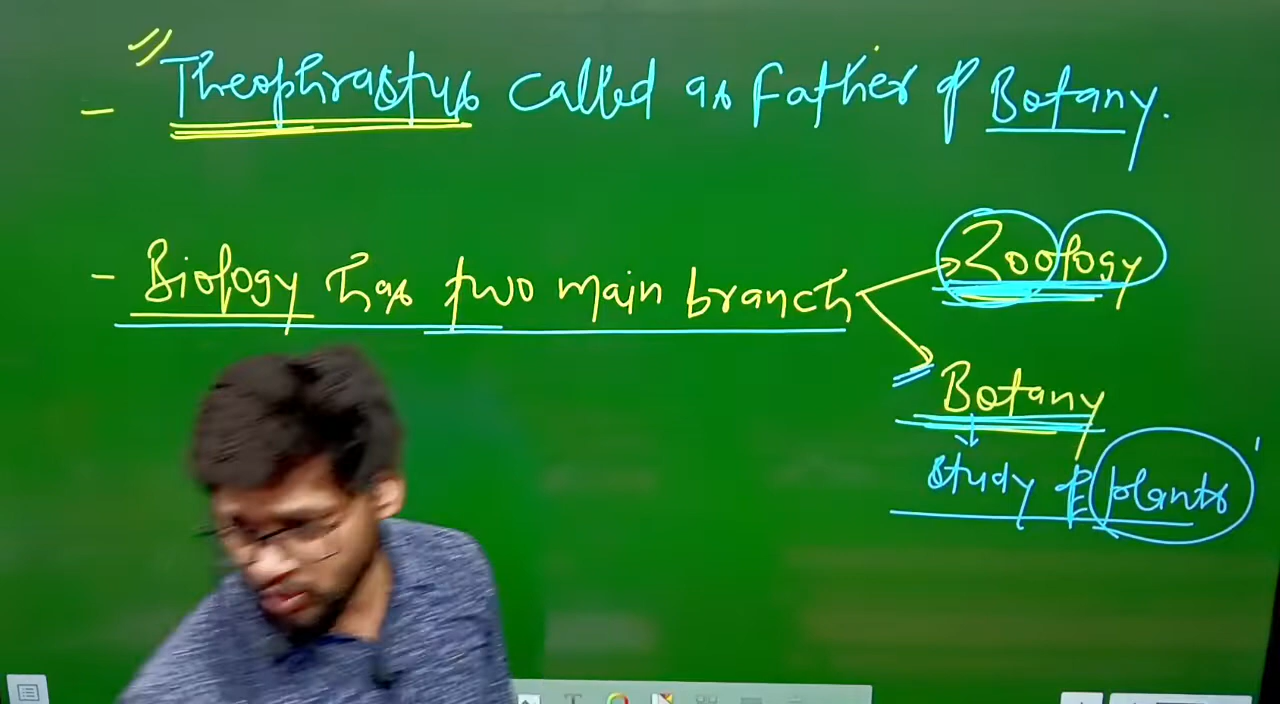 - Theophrastus called as Father of Botany.
- Biology has two main branch
Zoology
Botany
study of plants